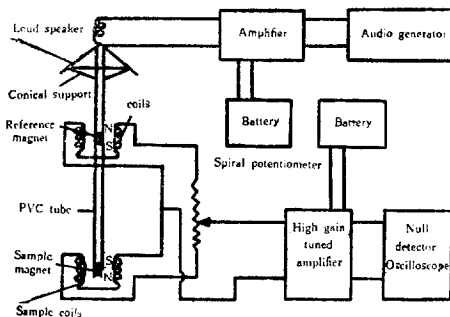 Loud speaker
Amplifier
Audio generator
Conical support
coils
Battery
Battery
Reference
magnet
N
S
Spiral potentiometer
PVC tube
High gain
tuned
amplifier
Null
detector
Oscilloscope
Sample
magnet
S
N
Sample coils